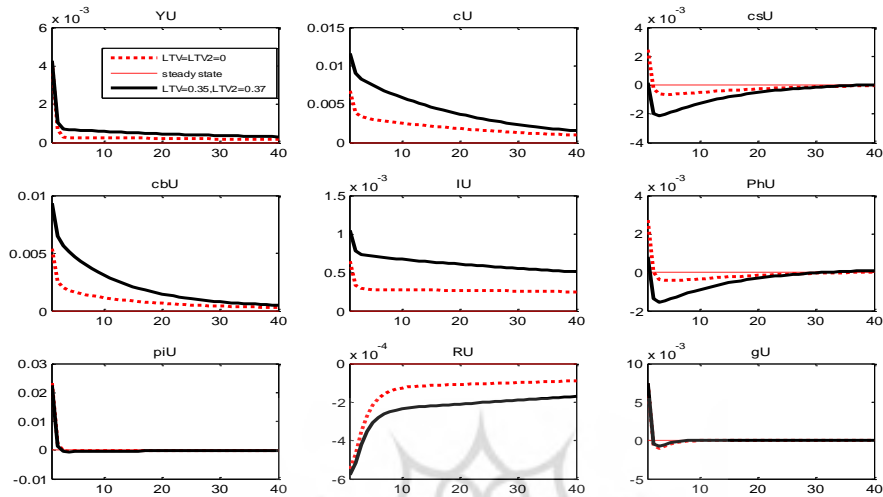 YU
cU
csU
x 10^-3
6
4
2
0
10 20 30 40
LTV=LTV2=0
steady state
LTV=0.35,LTV2=0.37
0.015
0.01
0.005
0
10 20 30 40
x 10^-3
4
2
0
-2
-4
10 20 30 40
cbU
IU
PhU
0.01
0.005
0
10 20 30 40
x 10^-3
1.5
1
0.5
0
10 20 30 40
x 10^-3
4
2
0
-2
10 20 30 40
piU
RU
gU
0.03
0.02
0.01
0
-0.01
10 20 30 40
x 10^-4
0
-2
-4
-6
10 20 30 40
x 10^-3
10
5
0
-5
10 20 30 40